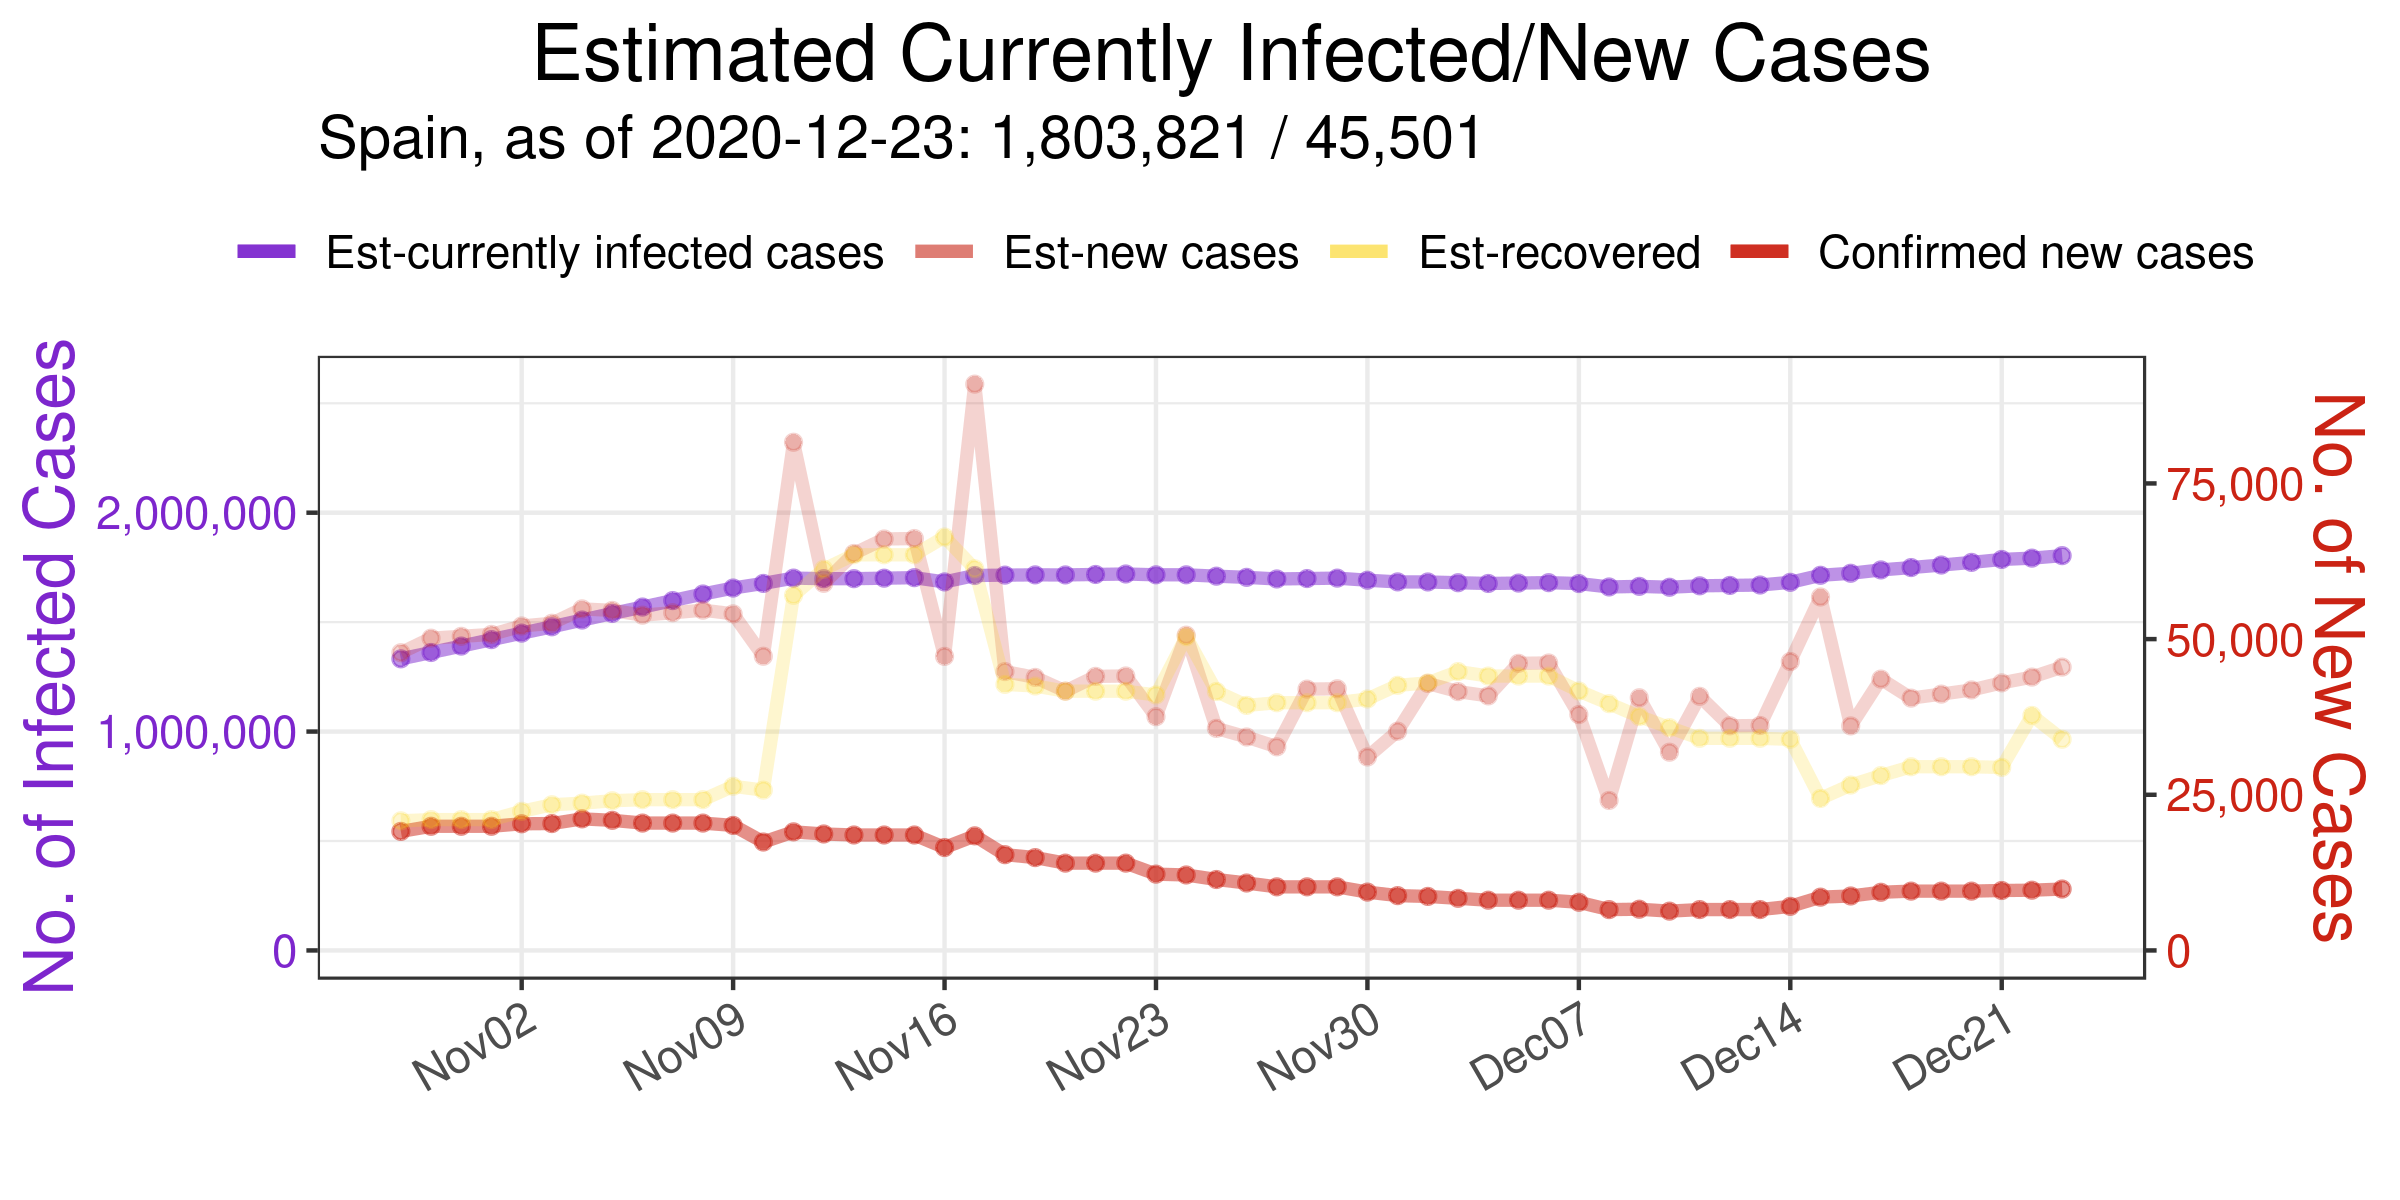 Estimated Currently Infected/New Cases
Spain, as of 2020-12-23: 1,803,821 / 45,501
Est-currently infected cases Est-new cases Est-recovered Confirmed new cases
No. of Infected Cases
2,000,000
1,000,000
0
75,000
50,000
25,000
0
No. of New Cases
Nov02 Nov09 Nov16 Nov23 Nov30 Dec07 Dec14 Dec21